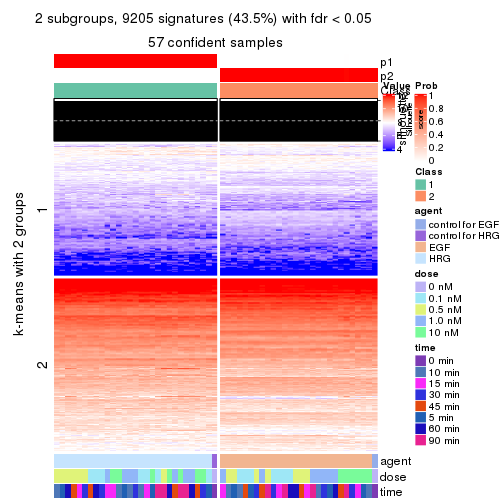 2 subgroups, 9205 signatures (43.5%) with fdr < 0.05
57 confident samples
p1
p2
Class
Value
Prob
1
0.8
0.6
0.4
0.2
0
4
silhouette
score
Class
1
2
agent
control for EGF
control for HRG
EGF
HRG
dose
0 nM
0.1 nM
0.5 nM
1.0 nM
10 nM
time
0 min
10 min
15 min
30 min
45 min
5 min
60 min
90 min
k-means with 2 groups
1
2
agent
dose
time